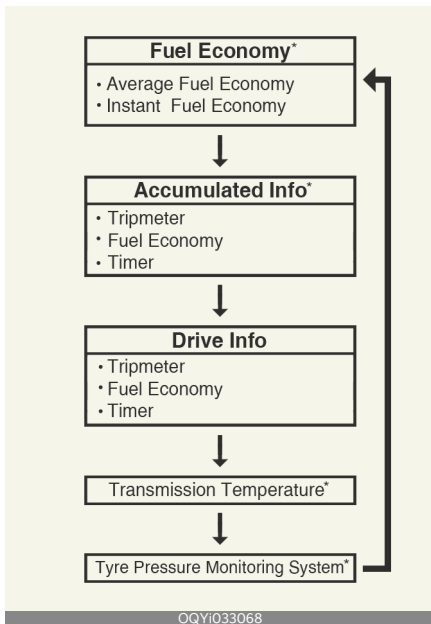 Fuel Economy*
• Average Fuel Economy
• Instant Fuel Economy
Accumulated Info*
• Tripmeter
• Fuel Economy
• Timer
Drive Info
• Tripmeter
• Fuel Economy
• Timer
Transmission Temperature*
Tyre Pressure Monitoring System*
OQYi033068